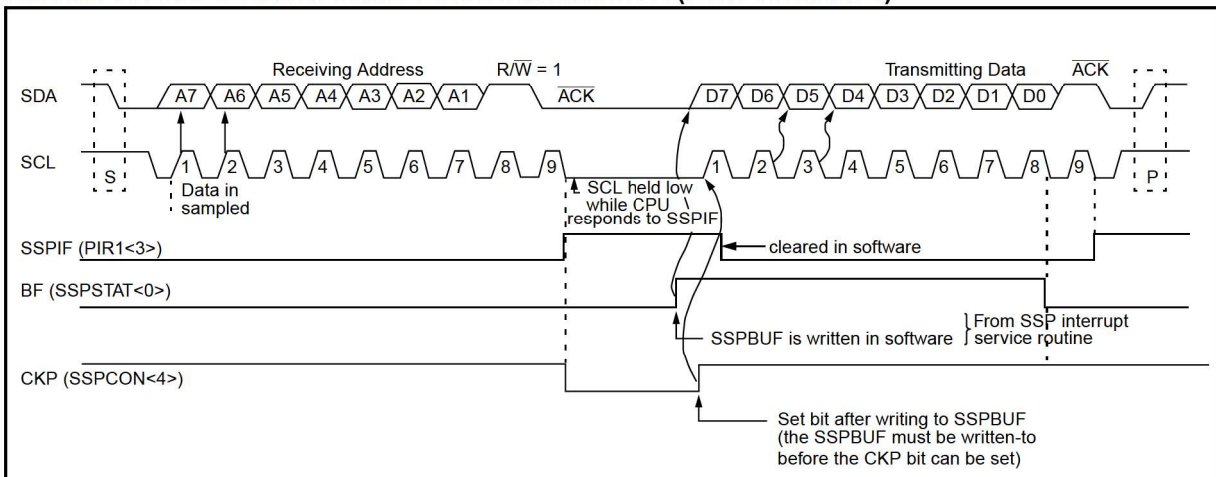 Receiving Address R/W = 1 Transmitting Data ACK
SDA A7 A6 A5 A4 A3 A2 A1 ACK D7 D6 D5 D4 D3 D2 D1 D0
SCL S 1 2 3 4 5 6 7 8 9 1 2 3 4 5 6 7 8 9 P
Data in
sampled
SCL held low
while CPU
responds to SSPIF
SSPIF (PIR1<3>)
cleared in software
BF (SSPSTAT<0>)
SSPBUF is written in software
From SSP interrupt
service routine
CKP (SSPCON<4>)
Set bit after writing to SSPBUF
(the SSPBUF must be written-to
before the CKP bit can be set)